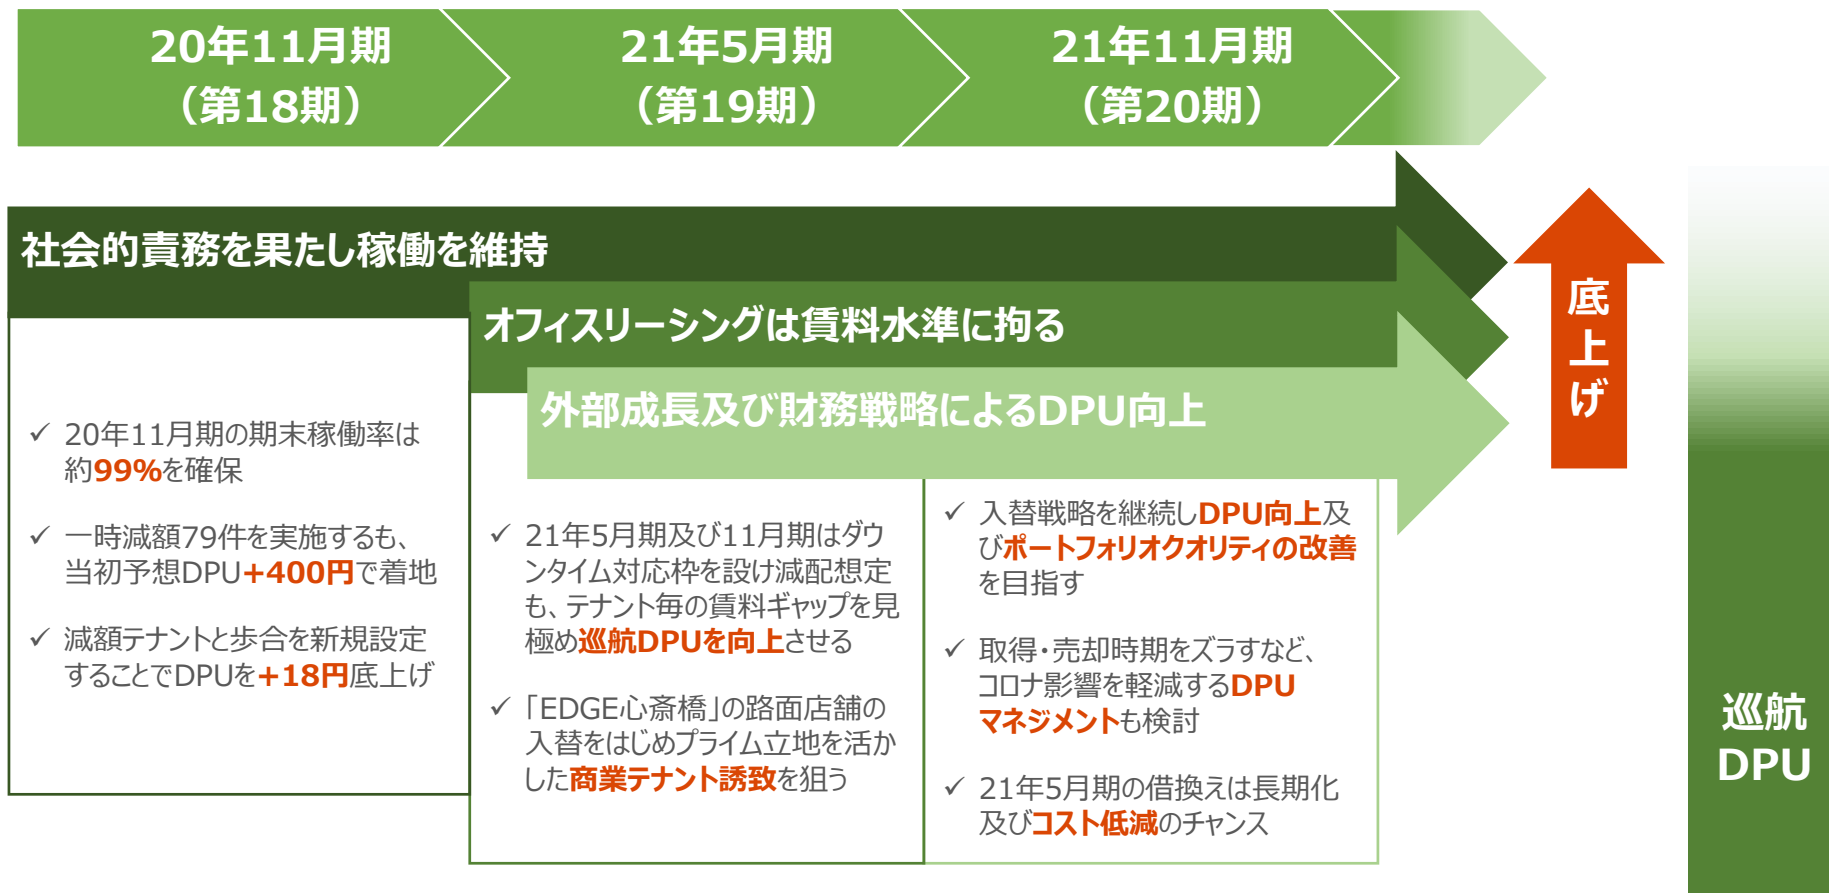 20年11月期
（第18期）
21年5月期
（第19期）
21年11月期
（第20期）
社会的責務を果たし稼働を維持
オフィスリーシングは賃料水準に拘る
外部成長及び財務戦略によるDPU向上
✓ 20年11月期の期末稼働率は
約99%を確保
✓ 一時減額79件を実施するも、
当初予想DPU+400円で着地
✓ 減額テナントと歩合を新規設定
することでDPUを+18円底上げ
✓ 21年5月期及び11月期はダウ
ンタイム対応枠を設け減配想定
も、テナント毎の賃料ギャップを見
極め巡航DPUを向上させる
✓ 「EDGE心斎橋」の路面店舗の
入替をはじめプライム立地を活か
した商業テナント誘致を狙う
✓ 入替戦略を継続しDPU向上及
びポートフォリオクオリティの改善
を目指す
✓ 取得・売却時期をズラすなど、
コロナ影響を軽減するDPU
マネジメントも検討
✓ 21年5月期の借換えは長期化
及びコスト低減のチャンス
底上げ
巡航
DPU